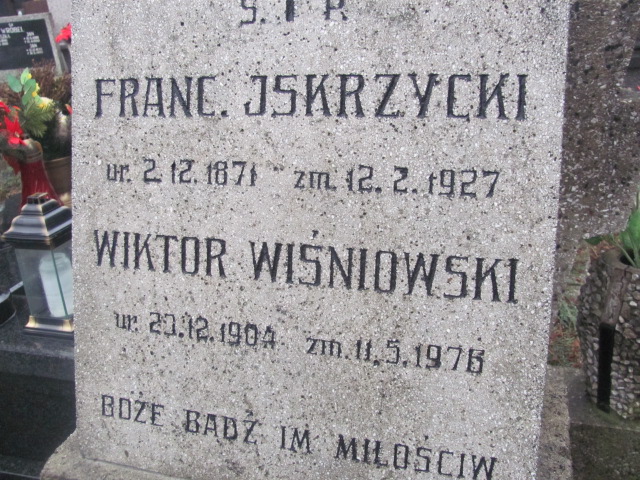 Ś. † P.
FRANC. JSKRZYCKI
ur. 2.12.1871 zm. 12.2.1927
WIKTOR WIŚNIOWSKI
ur. 23.12.1904 zm. 11.5.1976
BOŻE BĄDŹ IM MIŁOŚCIW